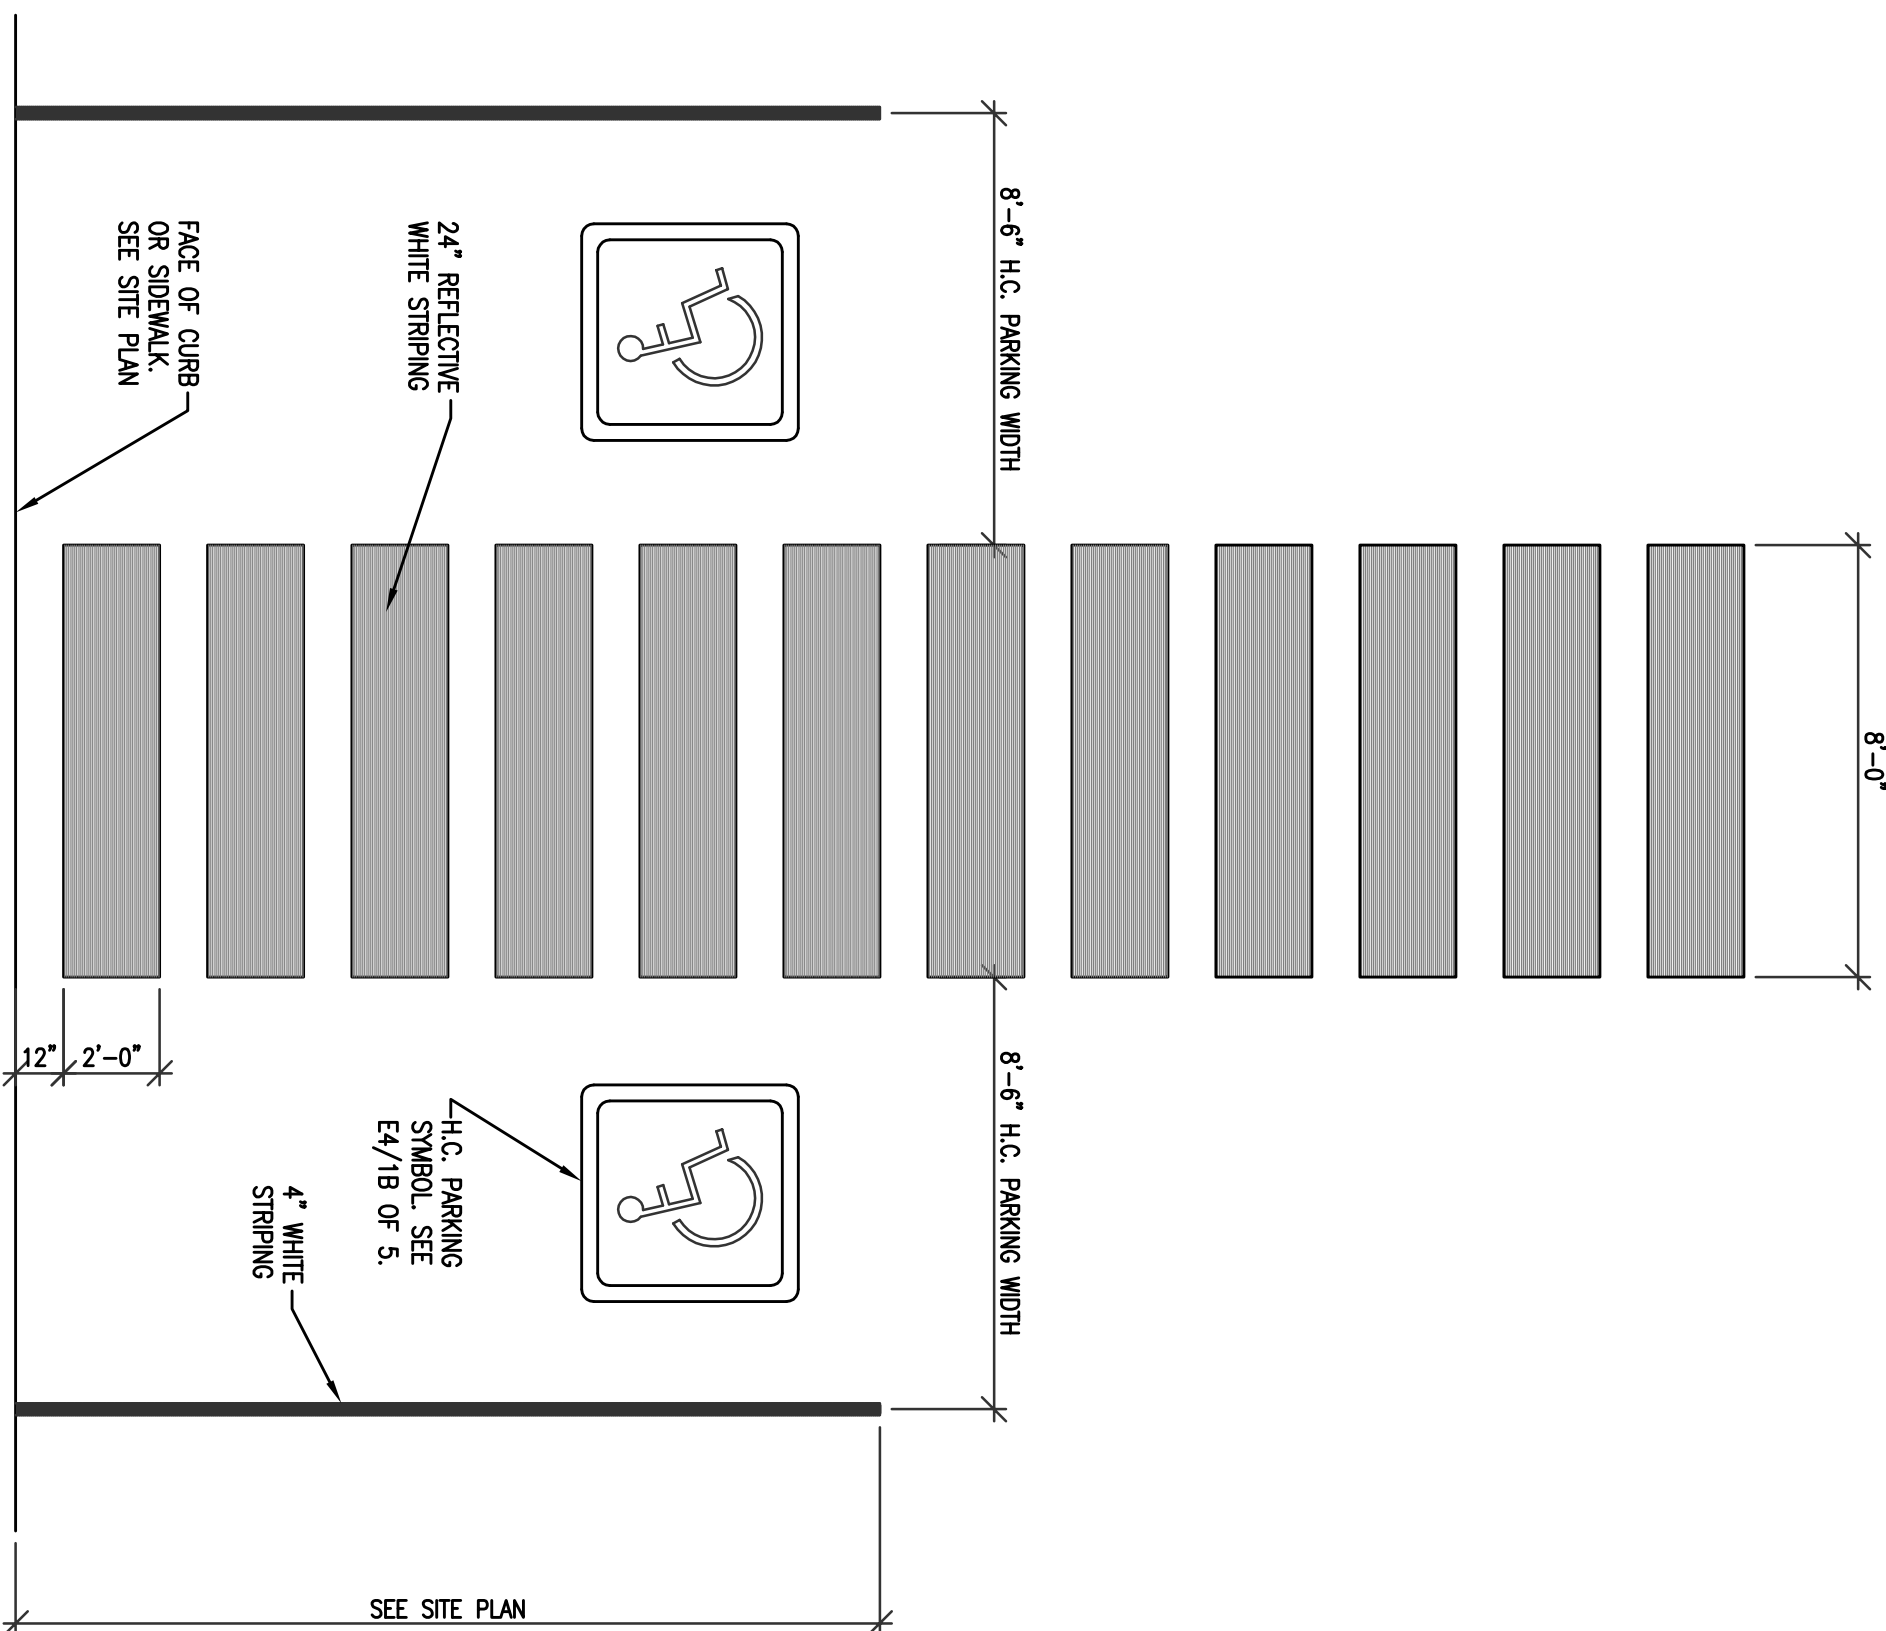 8'-0"
8'-6" H.C. PARKING WIDTH
8'-6" H.C. PARKING WIDTH
24" REFLECTIVE
WHITE STRIPING
FACE OF CURB
OR SIDEWALK.
SEE SITE PLAN
H.C. PARKING
SYMBOL. SEE
E4/1B OF 5.
4" WHITE
STRIPING
12"
2'-0"
SEE SITE PLAN